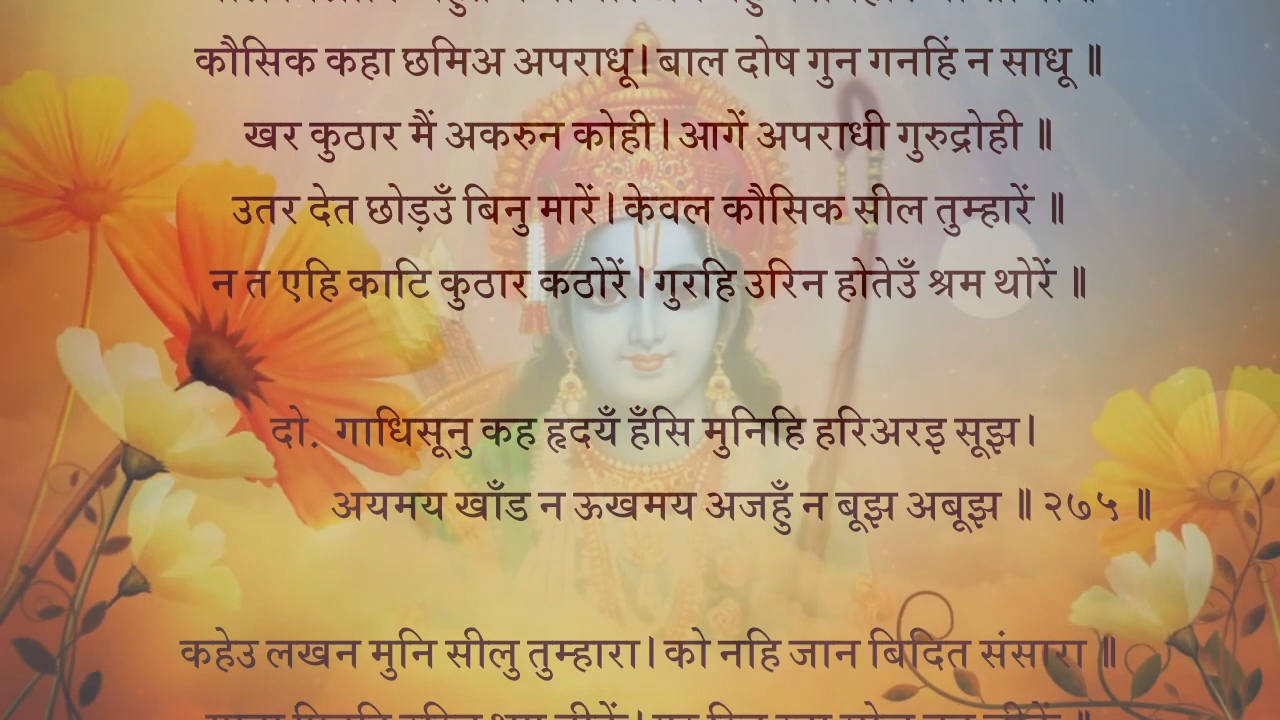 कौसिक कहा छमिअ अपराधू। बाल दोष गुन गनहिं न साधू ॥
खर कुठार मैं अकरुन कोही। आगें अपराधी गुरुद्रोही ॥
उतर देत छोड़उँ बिनु मारें। केवल कौसिक सील तुम्हारें ॥
न त एहि काटि कुठार कठोरें। गुरहि उरिन होतेउँ श्रम थोरें ॥
दो. गाधिसूनु कह हृदयँ हँसि मुनिहि हरिअरइ सूझ।
अयमय खाँड न ऊखमय अजहुँ न बूझ अबूझ ॥ २७५ ॥
कहेउ लखन मुनि सीलु तुम्हारा। को नहि जान बिदित संसारा ॥